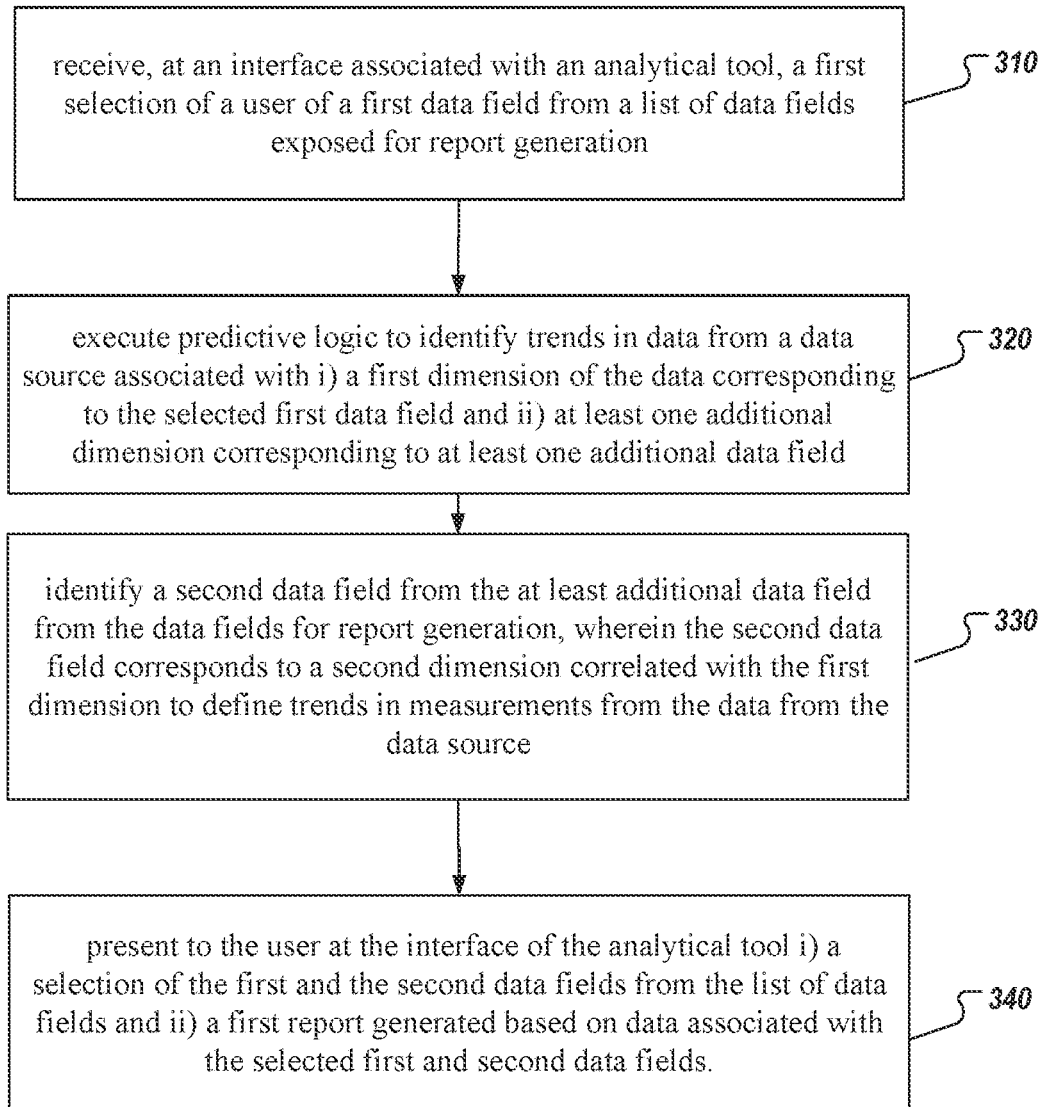 receive, at an interface associated with an analytical tool, a first
selection of a user of a first data field from a list of data fields
exposed for report generation
310
execute predictive logic to identify trends in data from a data
source associated with i) a first dimension of the data corresponding
to the selected first data field and ii) at least one additional
dimension corresponding to at least one additional data field
320
identify a second data field from the at least additional data field
from the data fields for report generation, wherein the second data
field corresponds to a second dimension correlated with the first
dimension to define trends in measurements from the data from the
data source
330
present to the user at the interface of the analytical tool i) a
selection of the first and the second data fields from the list of data
fields and ii) a first report generated based on data associated with
the selected first and second data fields.
340